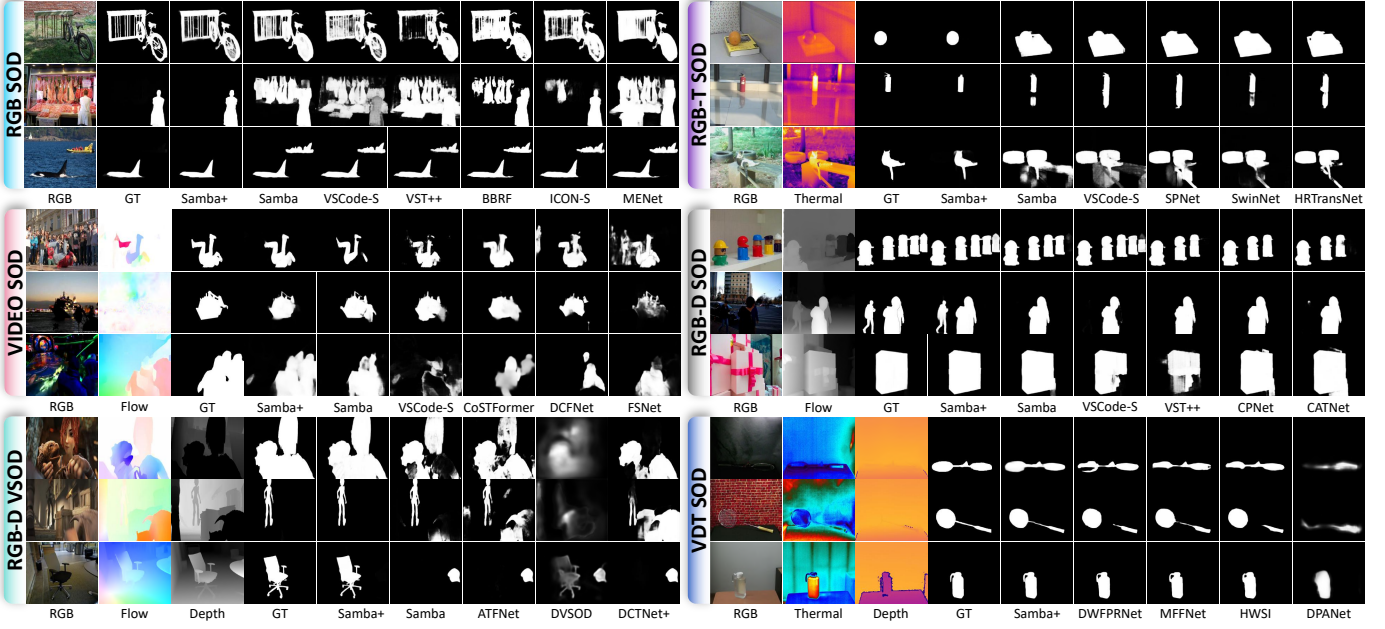 RGB SOD
RGB GT Samba+ Samba VSCode-S VST++ BBRF ICON-S MENet
RGB-T SOD
RGB Thermal GT Samba+ Samba VSCode-S SPNet SwinNet HRTransNet
VIDEO SOD
RGB Flow GT Samba+ Samba VSCode-S CoSTFormer DCFNet FSNet
RGB-D SOD
RGB Flow GT Samba+ Samba VSCode-S VST++ CPNet CATNet
RGB-D VSOD
RGB Flow Depth GT Samba+ Samba ATFNet DVSOD DCTNet+
VDT SOD
RGB Thermal Depth GT Samba+ DWFPRNet MFFNet HWSI DPANet